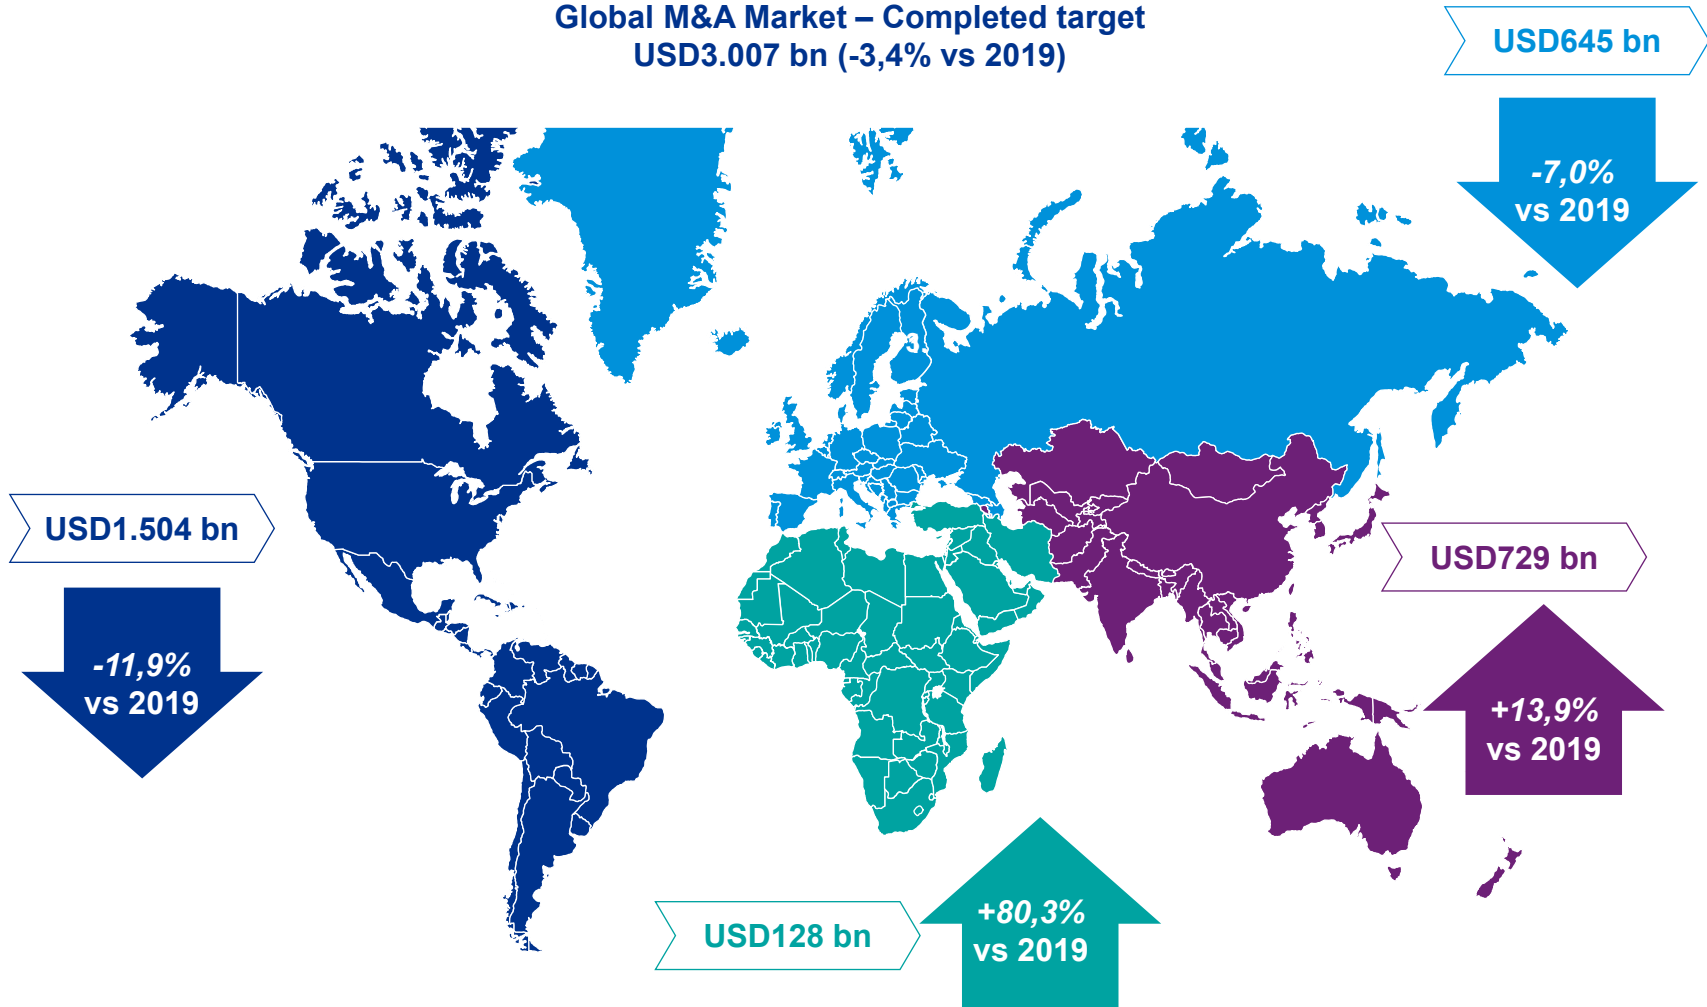 Global M&A Market – Completed target
USD3.007 bn (-3,4% vs 2019)
USD645 bn
-7,0%
vs 2019
USD1.504 bn
-11,9%
vs 2019
USD729 bn
+13,9%
vs 2019
USD128 bn
+80,3%
vs 2019